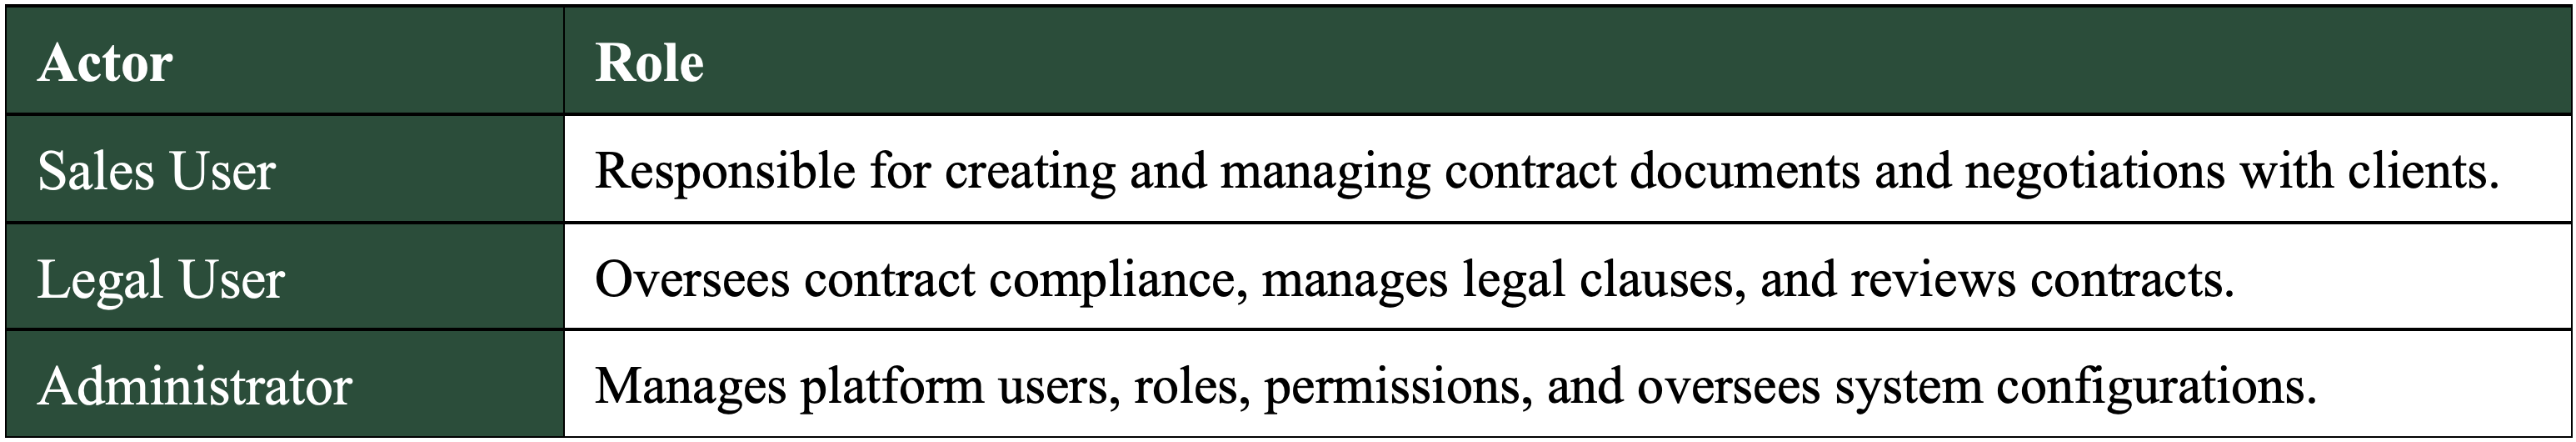 Actor Role
Sales User Responsible for creating and managing contract documents and negotiations with clients.
Legal User Oversees contract compliance, manages legal clauses, and reviews contracts.
Administrator Manages platform users, roles, permissions, and oversees system configurations.